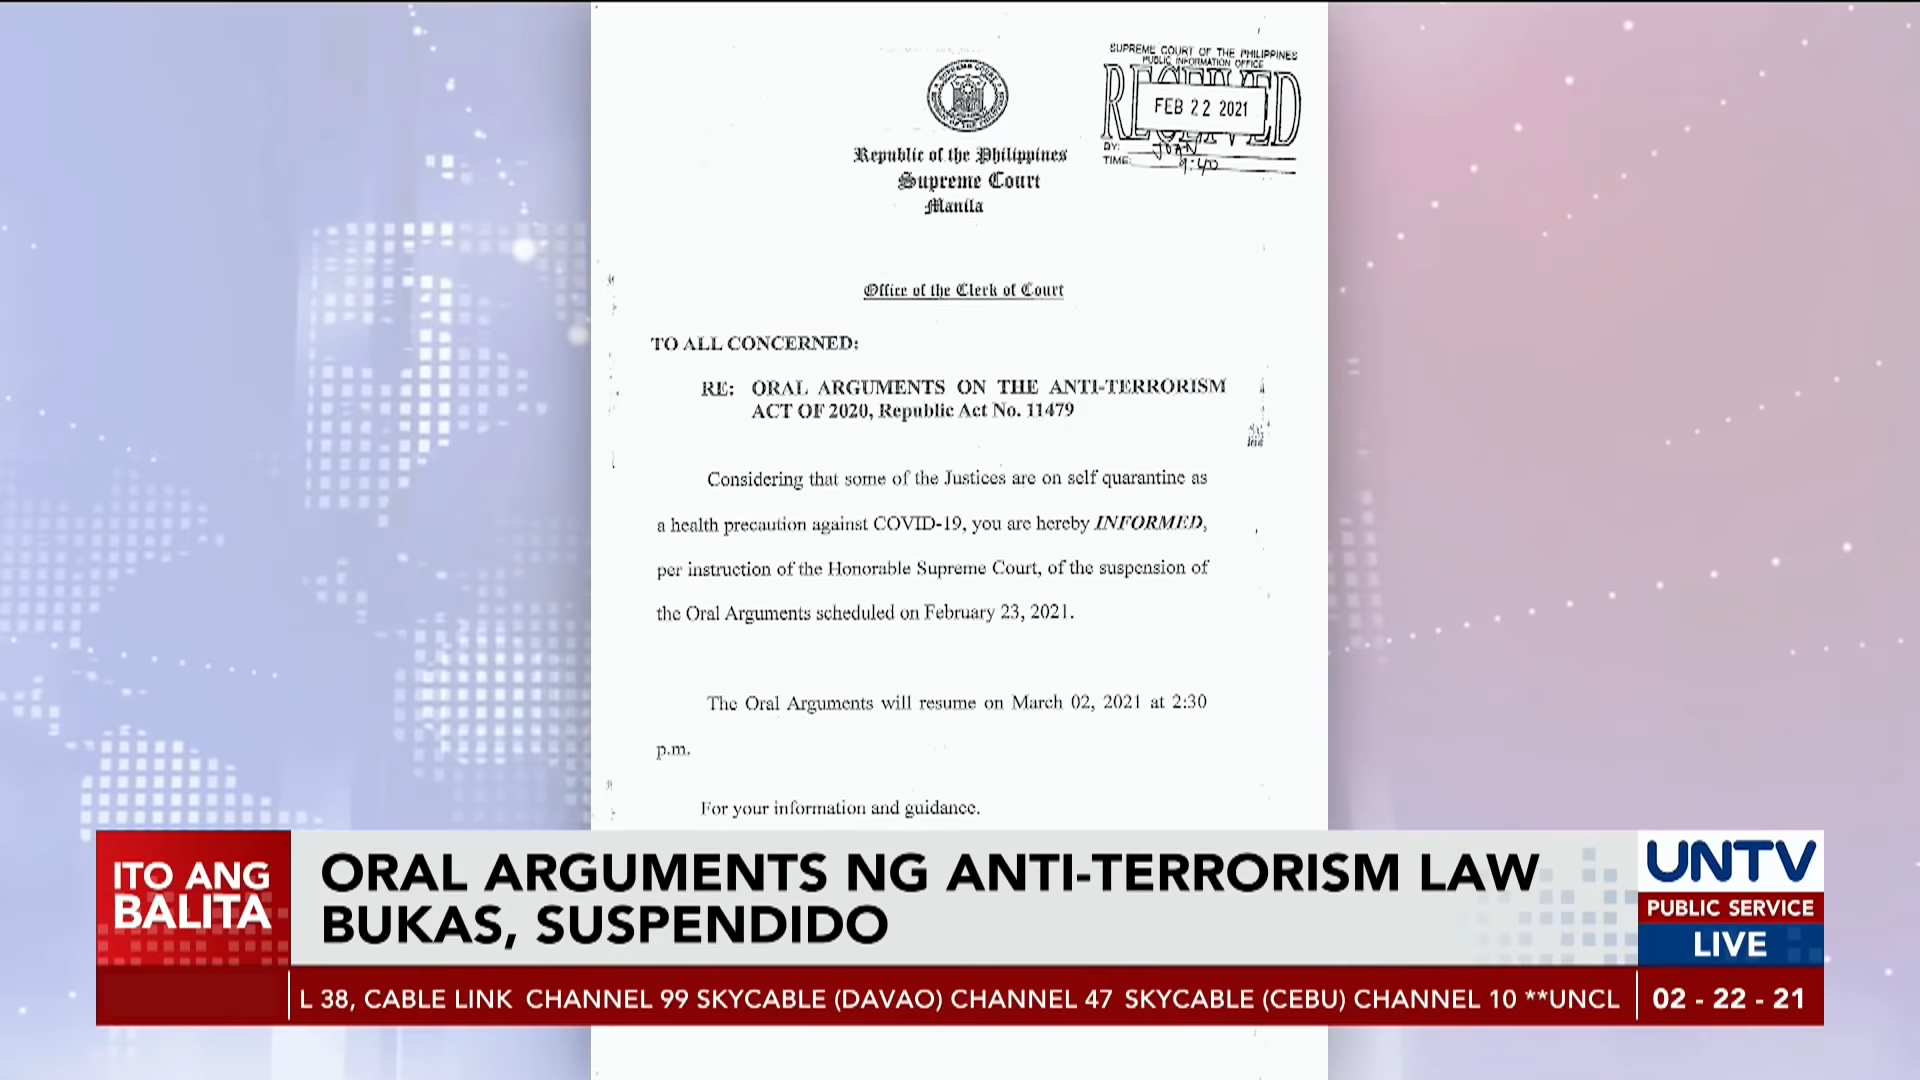 SUPREME COURT OF THE PHILIPPINES
PUBLIC INFORMATION OFFICE
RECEIVED
FEB 22 2021
BY: JOAN
TIME: 9:40
Republic of the Philippines
Supreme Court
Manila
Office of the Clerk of Court
TO ALL CONCERNED:
RE: ORAL ARGUMENTS ON THE ANTI-TERRORISM
ACT OF 2020, Republic Act No. 11479
Considering that some of the Justices are on self quarantine as
a health precaution against COVID-19, you are hereby INFORMED,
per instruction of the Honorable Supreme Court, of the suspension of
the Oral Arguments scheduled on February 23, 2021.
The Oral Arguments will resume on March 02, 2021 at 2:30
p.m.
For your information and guidance.
ITO ANG
BALITA
ORAL ARGUMENTS NG ANTI-TERRORISM LAW
BUKAS, SUSPENDIDO
UNTV
PUBLIC SERVICE
LIVE
L 38, CABLE LINK CHANNEL 99 SKYCABLE (DAVAO) CHANNEL 47 SKYCABLE (CEBU) CHANNEL 10 **UNCL
02 - 22 - 21